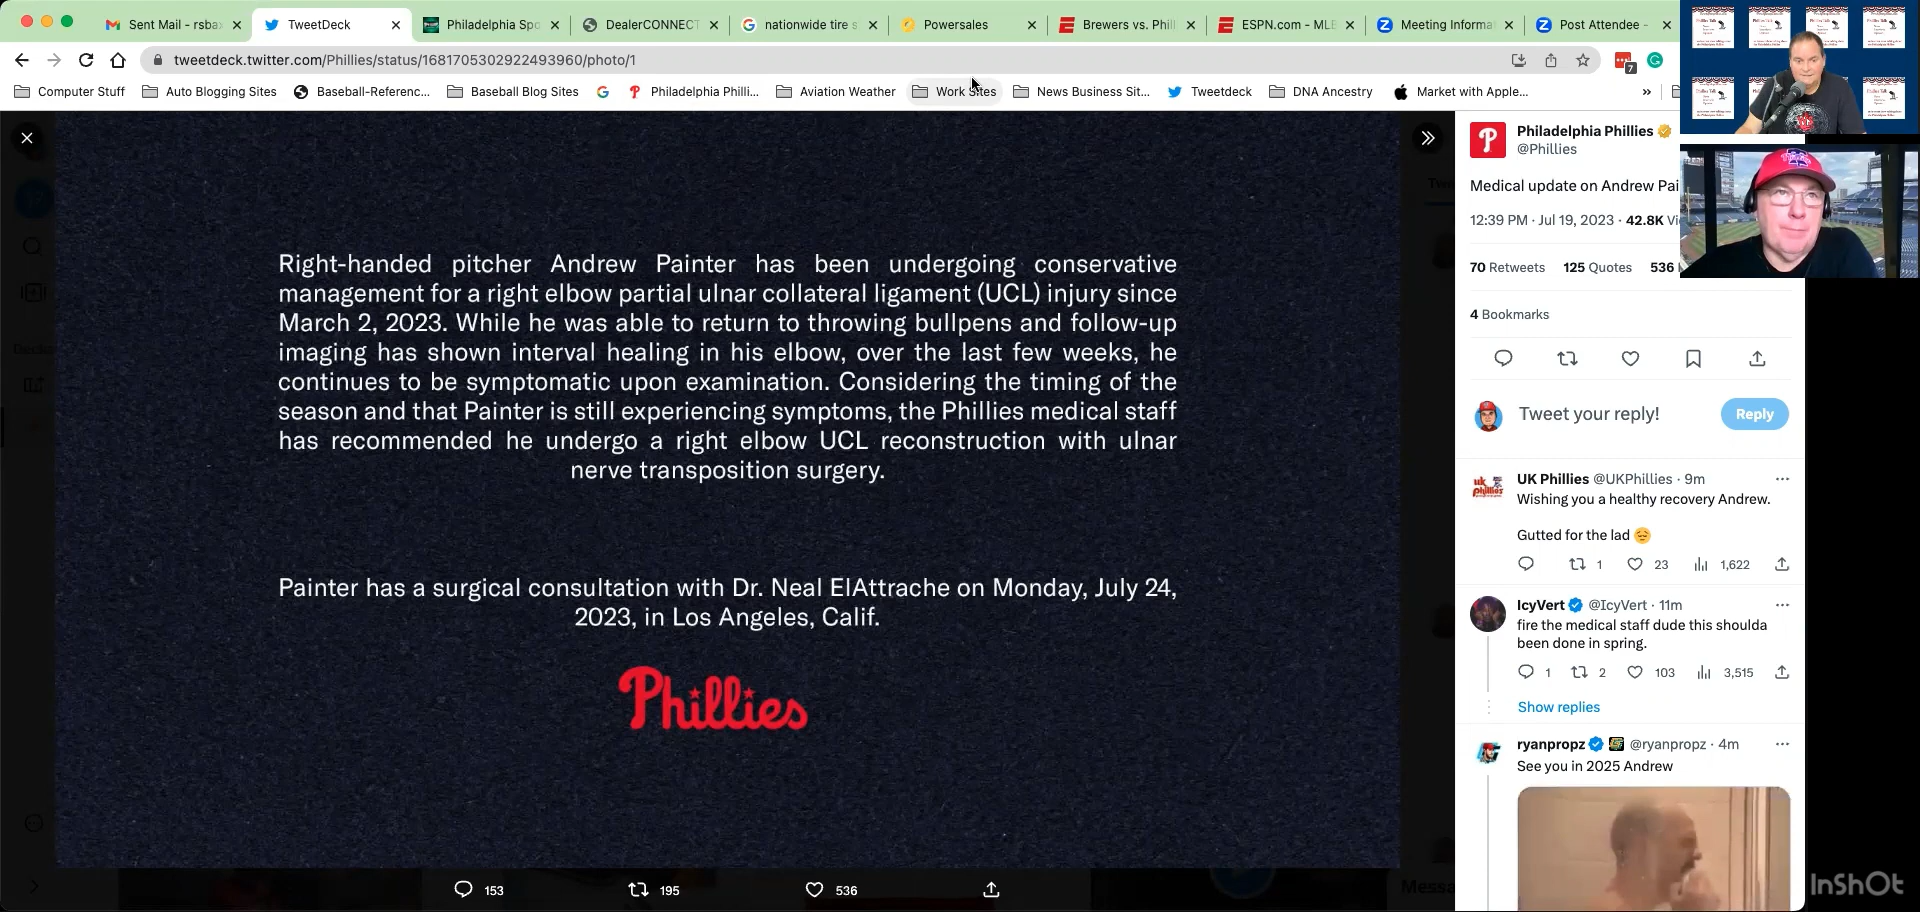 Sent Mail - rsba
TweetDeck
Philadelphia Spo
DealerCONNECT
nationwide tire s
Powersales
Brewers vs. Phil
ESPN.com - MLB
Meeting Informa
Post Attendee -
tweetdeck.twitter.com/Phillies/status/1681705302922493960/photo/1
7
Computer Stuff
Auto Blogging Sites
Baseball-Referenc...
Baseball Blog Sites
Philadelphia Philli...
Aviation Weather
Work Sites
News Business Sit...
Tweetdeck
DNA Ancestry
Market with Apple...
Right-handed pitcher Andrew Painter has been undergoing conservative
management for a right elbow partial ulnar collateral ligament (UCL) injury since
March 2, 2023. While he was able to return to throwing bullpens and follow-up
imaging has shown interval healing in his elbow, over the last few weeks, he
continues to be symptomatic upon examination. Considering the timing of the
season and that Painter is still experiencing symptoms, the Phillies medical staff
has recommended he undergo a right elbow UCL reconstruction with ulnar
nerve transposition surgery.
Painter has a surgical consultation with Dr. Neal ElAttrache on Monday, July 24,
2023, in Los Angeles, Calif.
Phillies
153
195
536
Philadelphia Phillies
@Phillies
Medical update on Andrew Pai
12:39 PM · Jul 19, 2023 · 42.8K Vi
70 Retweets 125 Quotes 536
4 Bookmarks
Tweet your reply!
Reply
UK Phillies @UKPhillies · 9m
Wishing you a healthy recovery Andrew.
Gutted for the lad
1 23 1,622
IcyVert @IcyVert · 11m
fire the medical staff dude this shoulda
been done in spring.
1 2 103 3,515
Show replies
ryanpropz @ryanpropz · 4m
See you in 2025 Andrew
InShOt